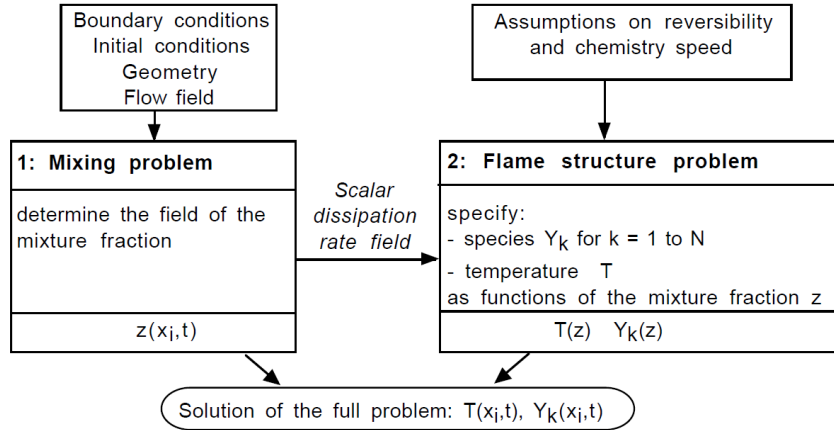 Boundary conditions
Initial conditions
Geometry
Flow field
Assumptions on reversibility
and chemistry speed
1: Mixing problem
determine the field of the
mixture fraction
z(xᵢ,t)
Scalar
dissipation
rate field
2: Flame structure problem
specify:
- species Yₖ for k = 1 to N
- temperature T
as functions of the mixture fraction z
T(z) Yₖ(z)
Solution of the full problem: T(xᵢ,t), Yₖ(xᵢ,t)